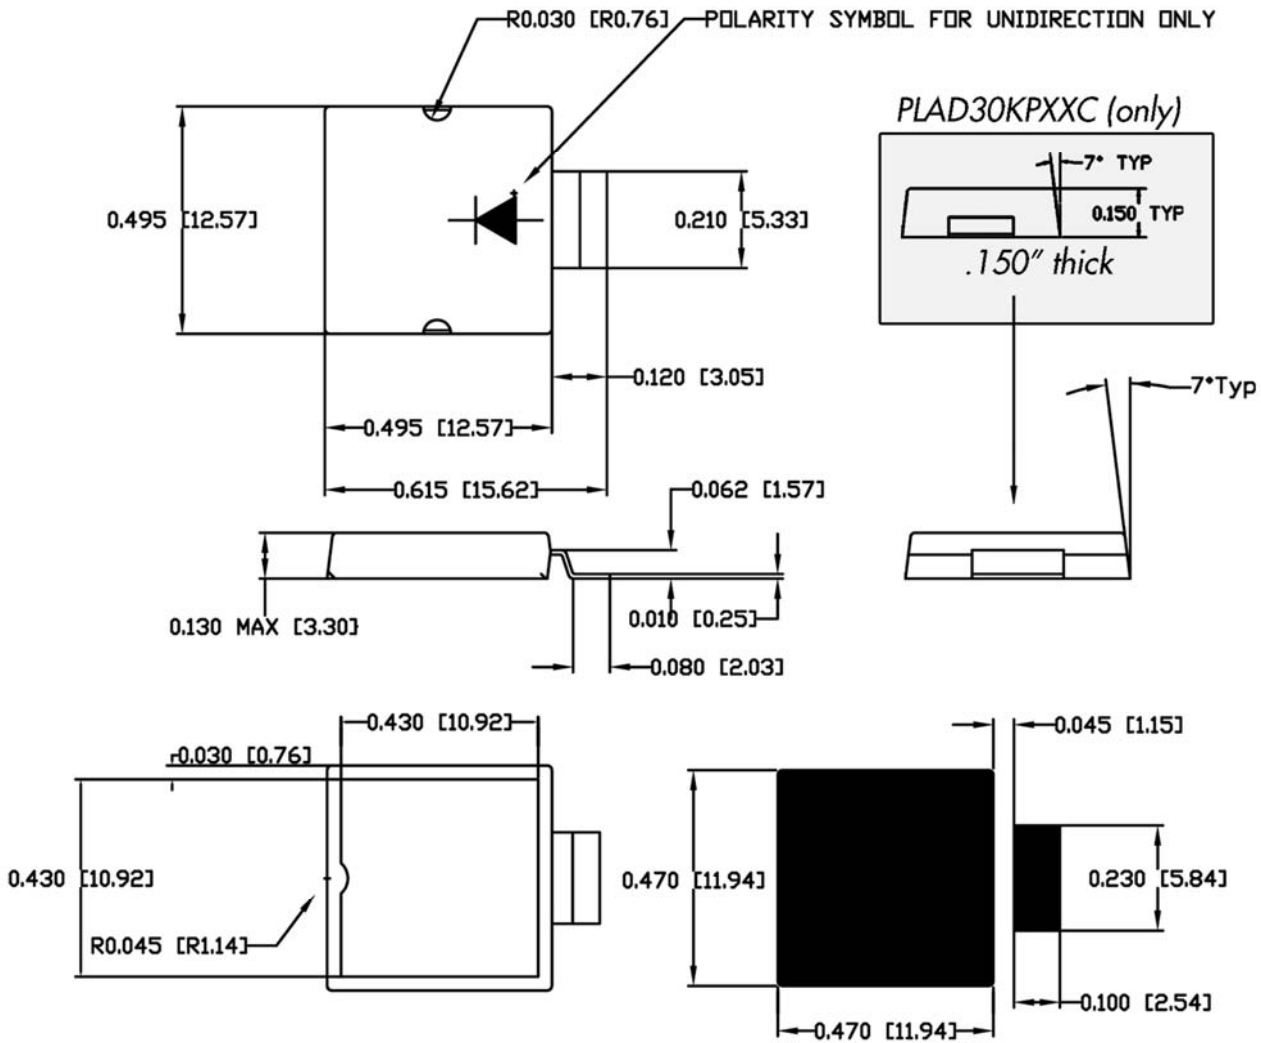 R0.030 [R0.76]
POLARITY SYMBOL FOR UNIDIRECTION ONLY
PLAD30KPXXC (only)
7° TYP
0.150 TYP
.150" thick
+
0.495 [12.57]
0.210 [5.33]
0.120 [3.05]
7°Typ
0.495 [12.57]
0.615 [15.62]
0.062 [1.57]
0.130 MAX [3.30]
0.010 [0.25]
0.080 [2.03]
0.430 [10.92]
0.045 [1.15]
0.030 [0.76]
0.430 [10.92]
0.470 [11.94]
0.230 [5.84]
R0.045 [R1.14]
0.100 [2.54]
0.470 [11.94]